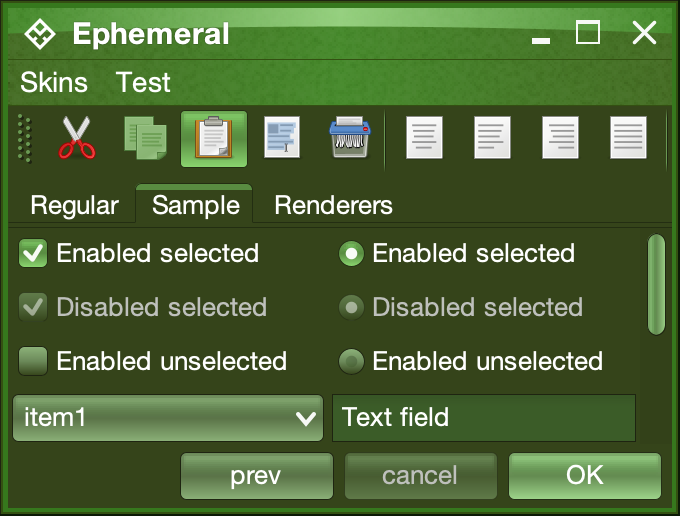 Ephemeral
Skins Test
Regular Sample Renderers
Enabled selected Enabled selected
Disabled selected Disabled selected
Enabled unselected Enabled unselected
item1 Text field
prev cancel OK